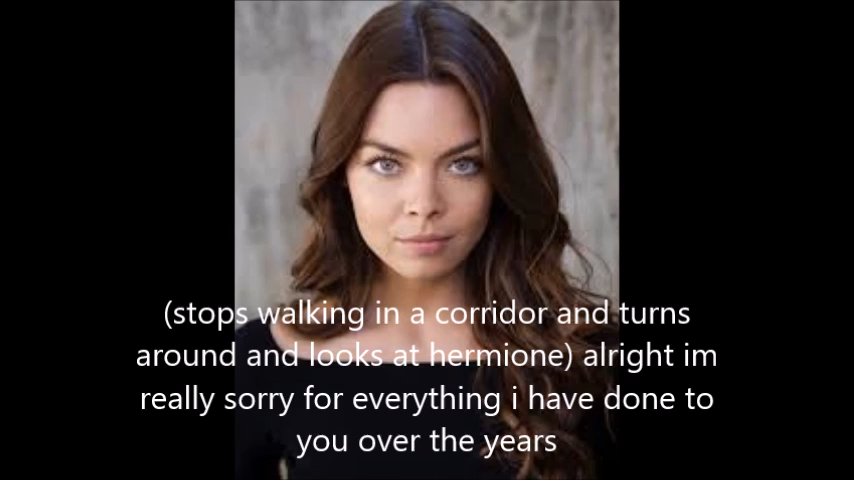 (stops walking in a corridor and turns
around and looks at hermione) alright im
really sorry for everything i have done to
you over the years